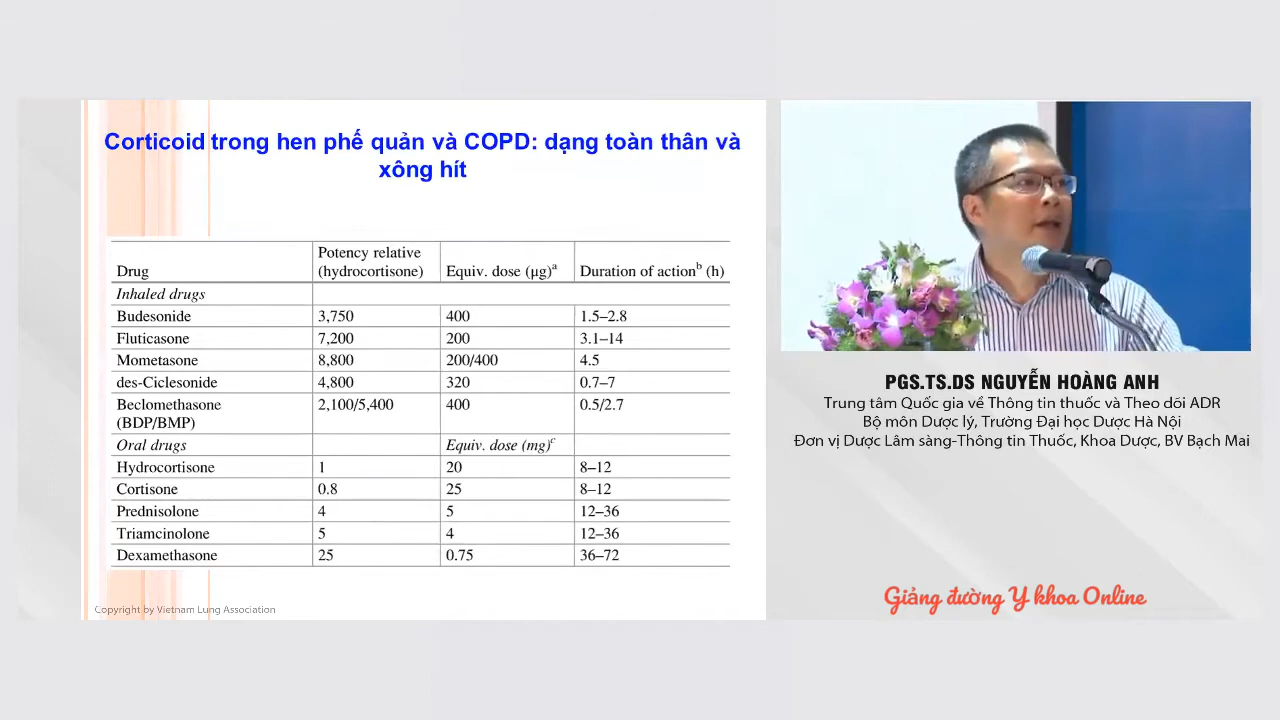 Corticoid trong hen phế quản và COPD: dạng toàn thân và
xông hít
Potency relative
Drug (hydrocortisone) Equiv. dose (µg)a Duration of actionb (h)
Inhaled drugs
Budesonide 3,750 400 1.5–2.8
Fluticasone 7,200 200 3.1–14
Mometasone 8,800 200/400 4.5
des-Ciclesonide 4,800 320 0.7–7
Beclomethasone 2,100/5,400 400 0.5/2.7
(BDP/BMP)
Oral drugs Equiv. dose (mg)c
Hydrocortisone 1 20 8–12
Cortisone 0.8 25 8–12
Prednisolone 4 5 12–36
Triamcinolone 5 4 12–36
Dexamethasone 25 0.75 36–72
Copyright by Vietnam Lung Association
PGS.TS.DS NGUYỄN HOÀNG ANH
Trung tâm Quốc gia về Thông tin thuốc và Theo dõi ADR
Bộ môn Dược lý, Trường Đại học Dược Hà Nội
Đơn vị Dược Lâm sàng-Thông tin Thuốc, Khoa Dược, BV Bạch Mai
Giảng đường Y khoa Online